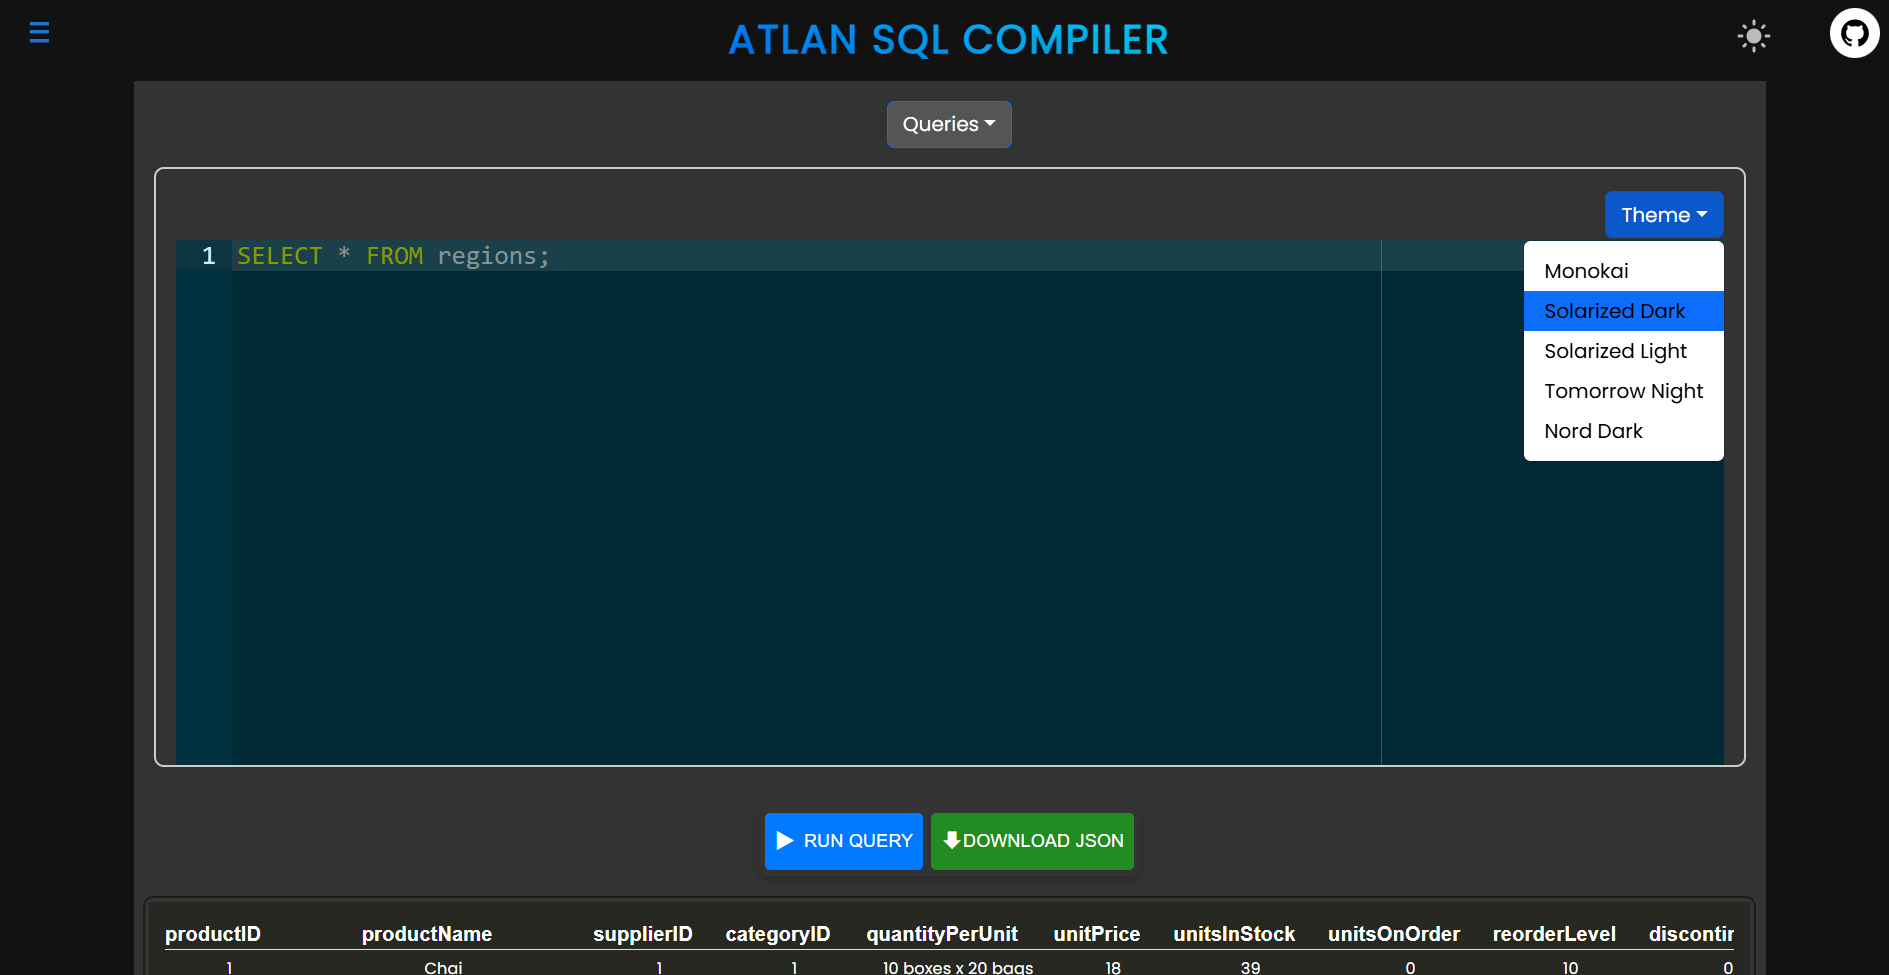 ATLAN SQL COMPILER
Queries
Theme
1 SELECT * FROM regions;
Monokai
Solarized Dark
Solarized Light
Tomorrow Night
Nord Dark
RUN QUERY
DOWNLOAD JSON
productID productName supplierID categoryID quantityPerUnit unitPrice unitsInStock unitsOnOrder reorderLevel discontin
1 Chai 1 1 10 boxes x 20 bags 18 39 0 10 0